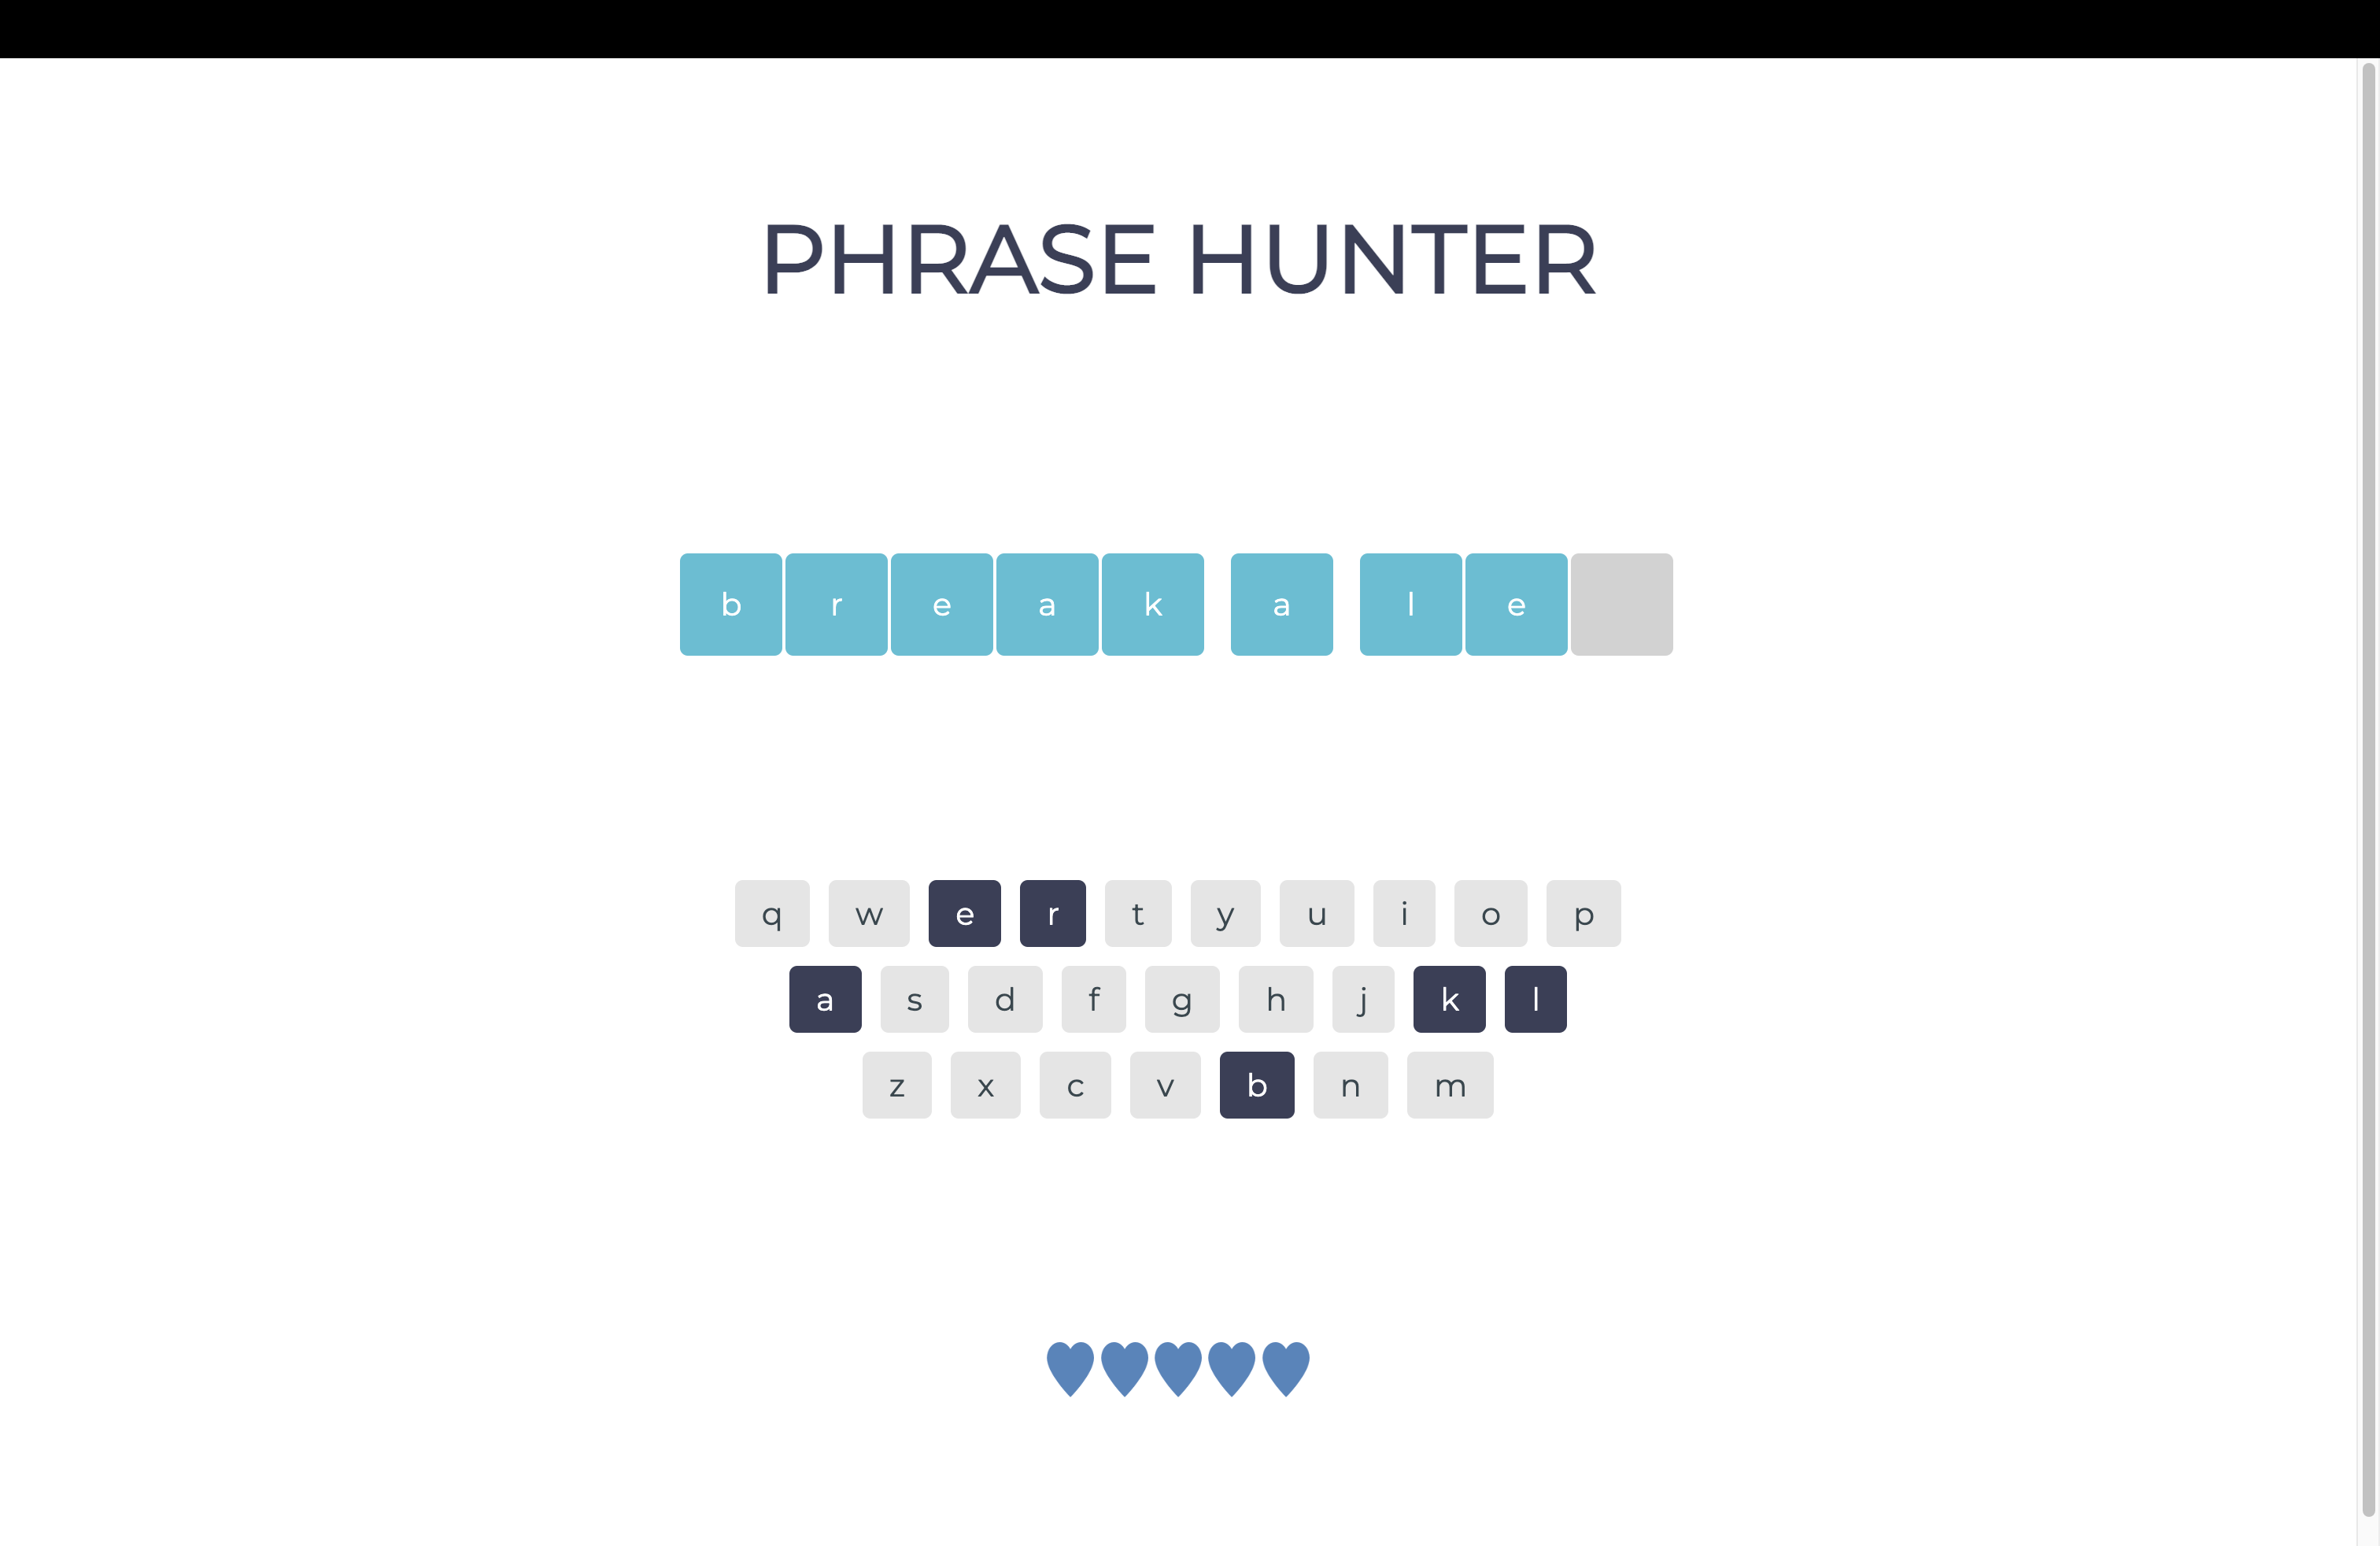 PHRASE HUNTER
b r e a k a l e
q w e r t y u i o p
a s d f g h j k l
z x c v b n m